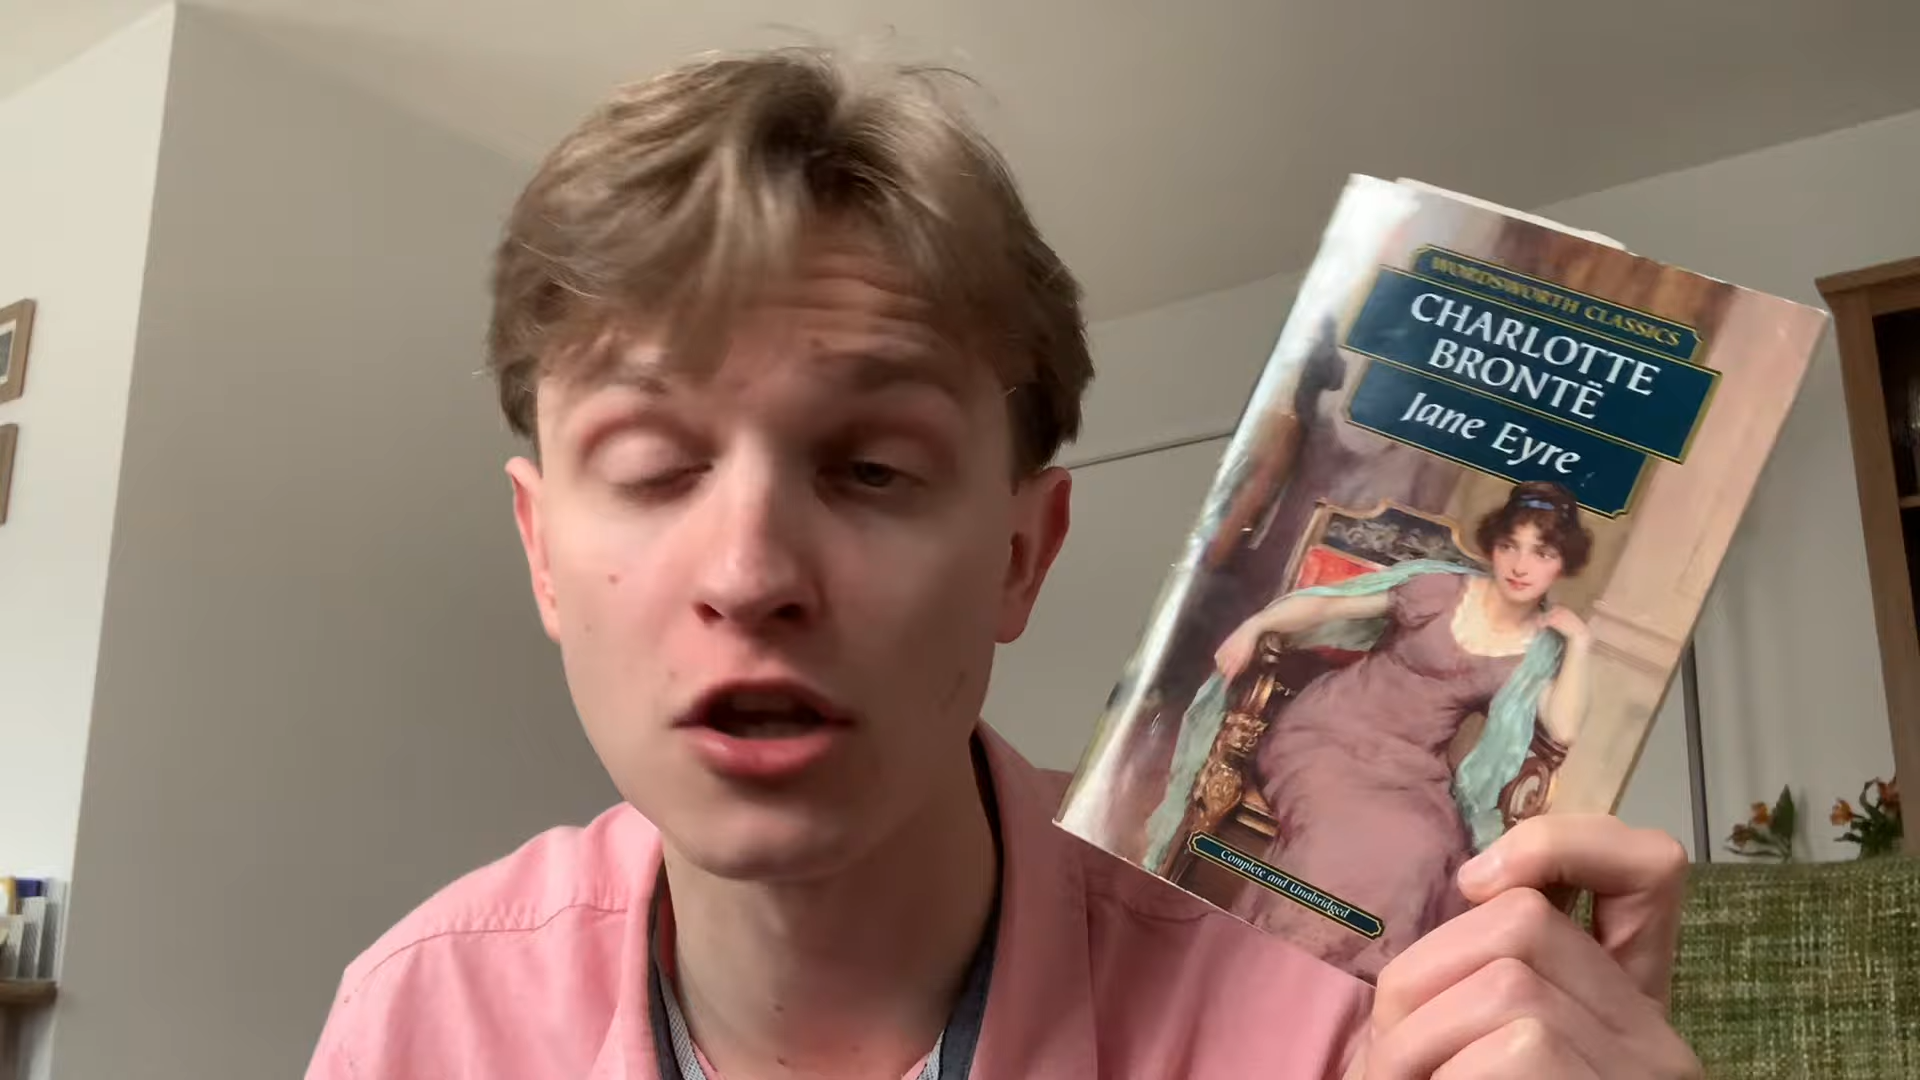 WORDSWORTH CLASSICS
CHARLOTTE
BRONTË
Jane Eyre
Complete and Unabridged